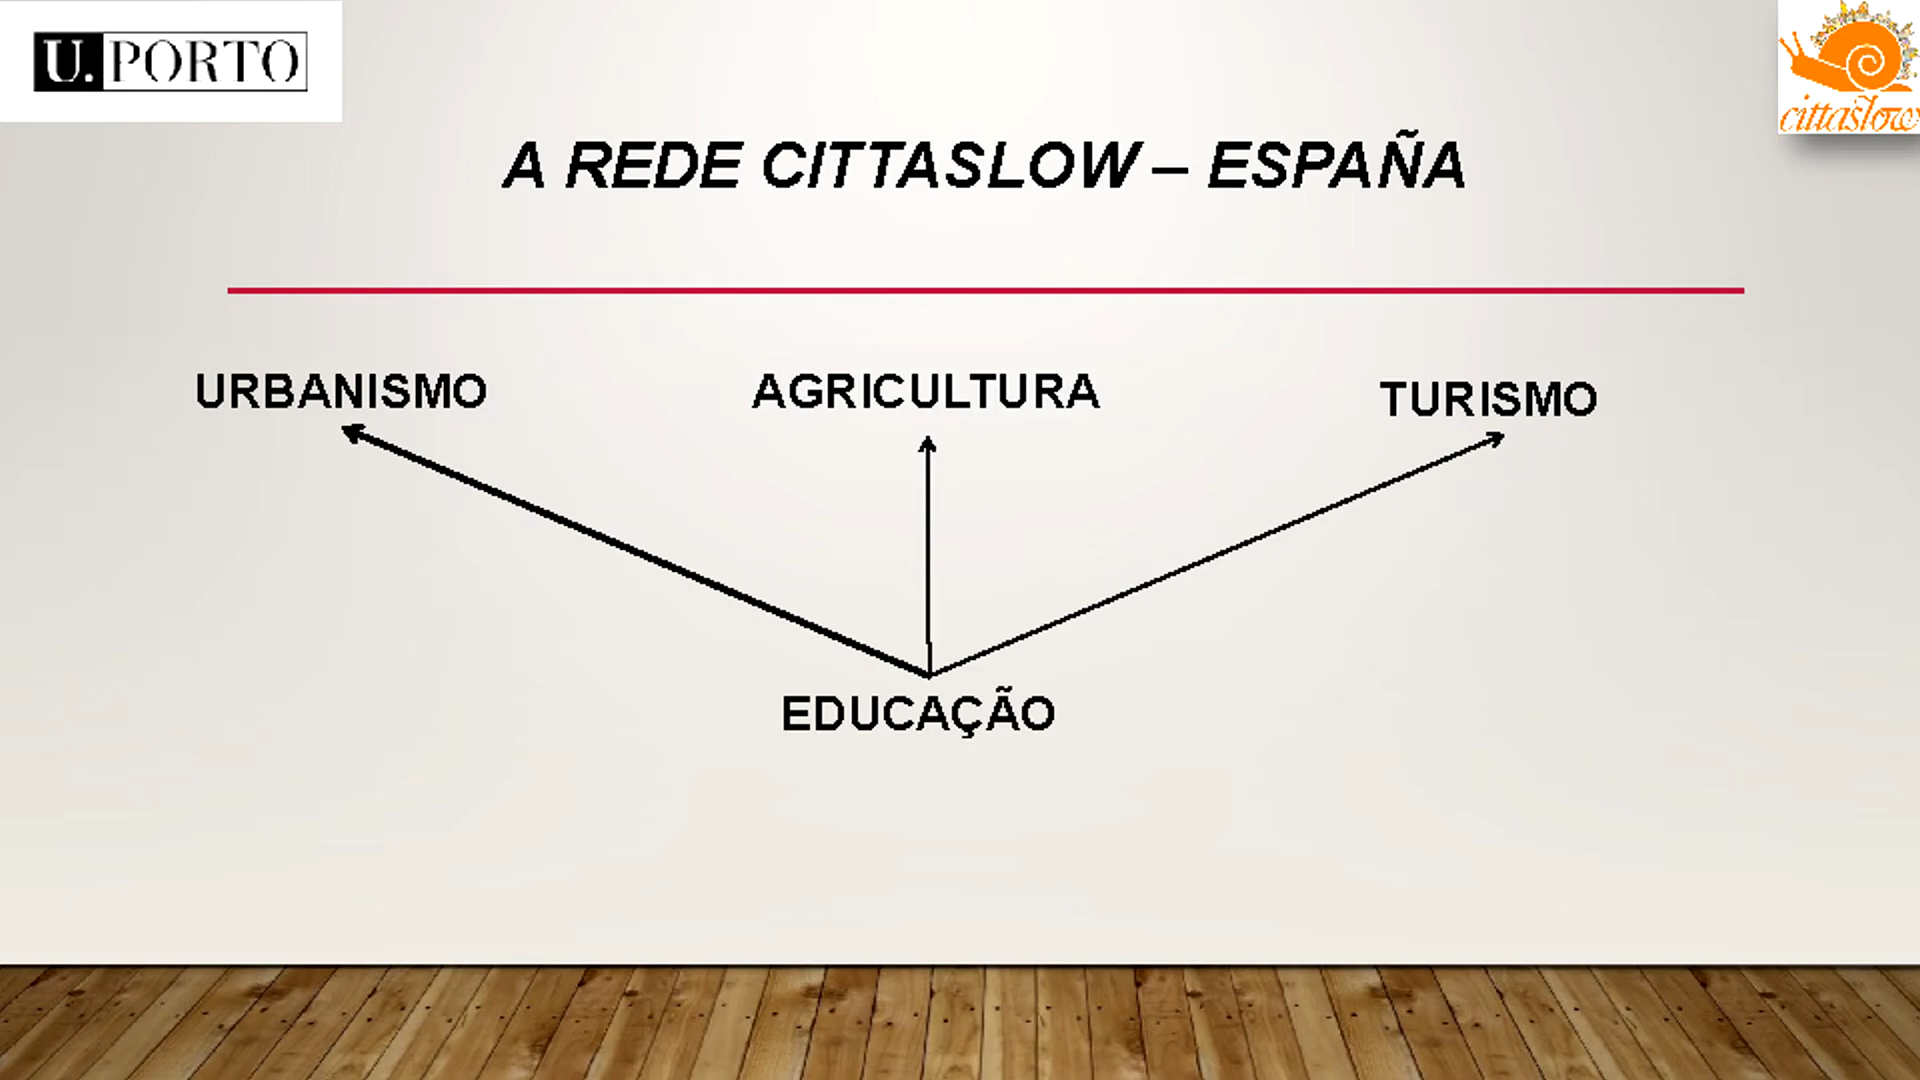 U. PORTO
cittaslow
A REDE CITTASLOW – ESPAÑA
URBANISMO
AGRICULTURA
TURISMO
EDUCAÇÃO